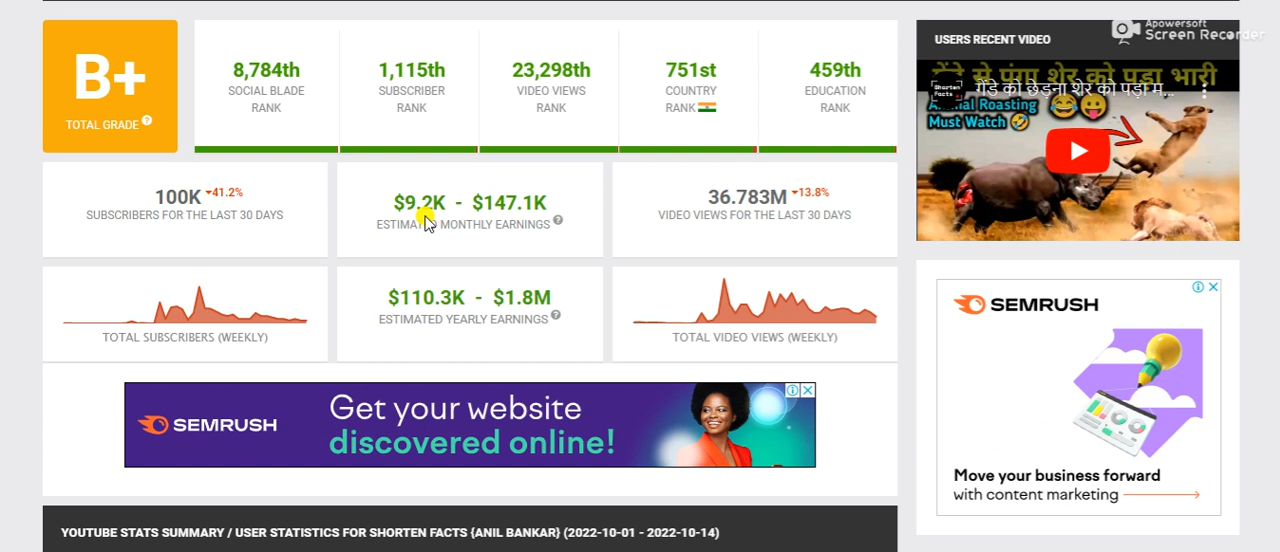 B+
TOTAL GRADE ?
8,784th
SOCIAL BLADE
RANK
1,115th
SUBSCRIBER
RANK
23,298th
VIDEO VIEWS
RANK
751st
COUNTRY
RANK
459th
EDUCATION
RANK
100K 41.2%
SUBSCRIBERS FOR THE LAST 30 DAYS
$9.2K - $147.1K
ESTIMATED MONTHLY EARNINGS ?
36.783M 13.8%
VIDEO VIEWS FOR THE LAST 30 DAYS
TOTAL SUBSCRIBERS (WEEKLY)
$110.3K - $1.8M
ESTIMATED YEARLY EARNINGS ?
TOTAL VIDEO VIEWS (WEEKLY)
SEMRUSH
Get your website
discovered online!
YOUTUBE STATS SUMMARY / USER STATISTICS FOR SHORTEN FACTS {ANIL BANKAR} (2022-10-01 - 2022-10-14)
Apowersoft
Screen Recorder
USERS RECENT VIDEO
गेंडे से पंगा शेर को पड़ा भारी
Shorten
Facts
गेंडे को छेड़ना शेर को पड़ा म...
Animal Roasting
Must Watch
SEMRUSH
Move your business forward
with content marketing